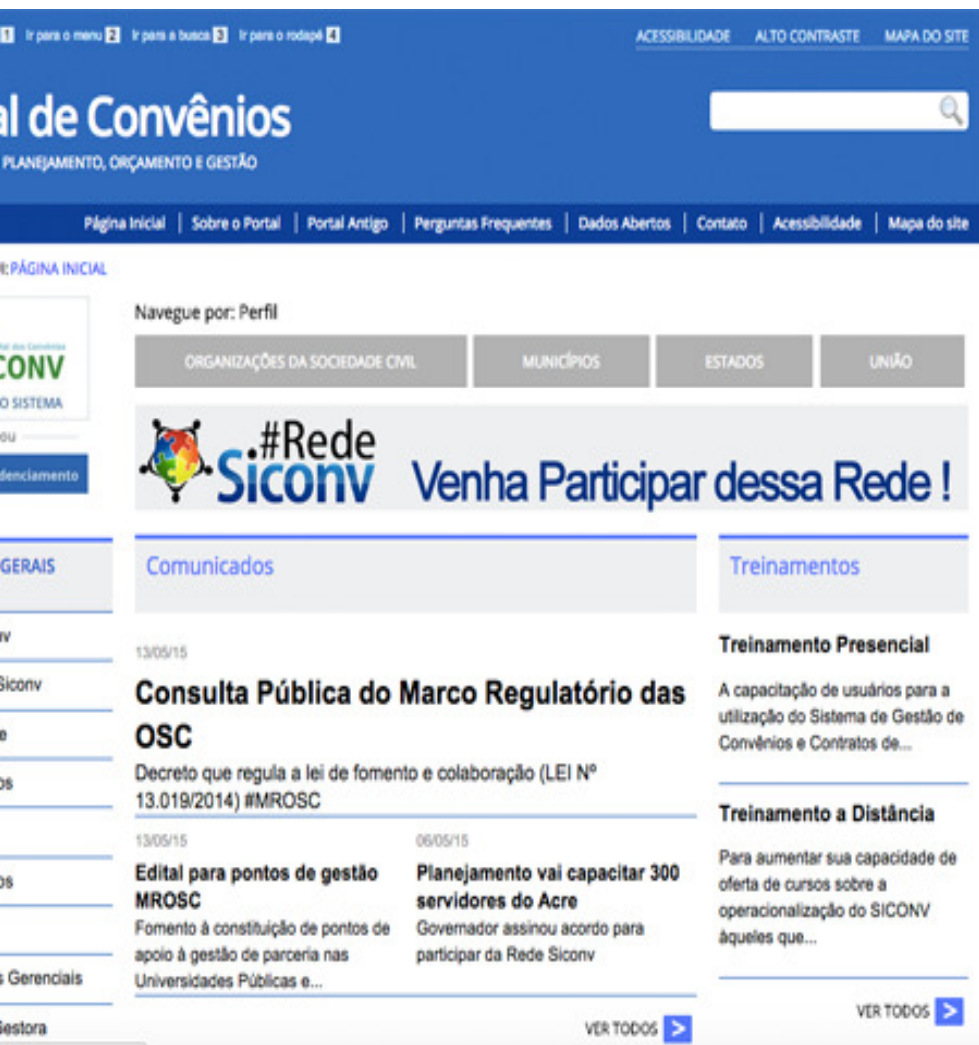 1 Ir para o menu 2 Ir para a busca 3 Ir para o rodapé 4
ACESSIBILIDADE ALTO CONTRASTE MAPA DO SITE
al de Convênios
PLANEJAMENTO, ORÇAMENTO E GESTÃO
Página Inicial | Sobre o Portal | Portal Antigo | Perguntas Frequentes | Dados Abertos | Contato | Acessibilidade | Mapa do site
PÁGINA INICIAL
Navegue por: Perfil
ORGANIZAÇÕES DA SOCIEDADE CIVIL MUNICÍPIOS ESTADOS UNIÃO
tal dos Convênios
CONV
O SISTEMA
ou
denciamento
#Rede
Siconv Venha Participar dessa Rede !
GERAIS
nv
Siconv
e
os
os
s Gerenciais
Gestora
Comunicados
13/05/15
Consulta Pública do Marco Regulatório das
OSC
Decreto que regula a lei de fomento e colaboração (LEI Nº
13.019/2014) #MROSC
13/05/15
Edital para pontos de gestão
MROSC
Fomento à constituição de pontos de
apoio à gestão de parceria nas
Universidades Públicas e...
06/05/15
Planejamento vai capacitar 300
servidores do Acre
Governador assinou acordo para
participar da Rede Siconv
VER TODOS >
Treinamentos
Treinamento Presencial
A capacitação de usuários para a
utilização do Sistema de Gestão de
Convênios e Contratos de...
Treinamento a Distância
Para aumentar sua capacidade de
oferta de cursos sobre a
operacionalização do SICONV
àqueles que...
VER TODOS >